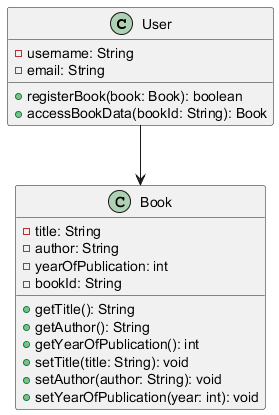 C User
username: String
email: String
registerBook(book: Book): boolean
accessBookData(bookId: String): Book
C Book
title: String
author: String
yearOfPublication: int
bookId: String
getTitle(): String
getAuthor(): String
getYearOfPublication(): int
setTitle(title: String): void
setAuthor(author: String): void
setYearOfPublication(year: int): void